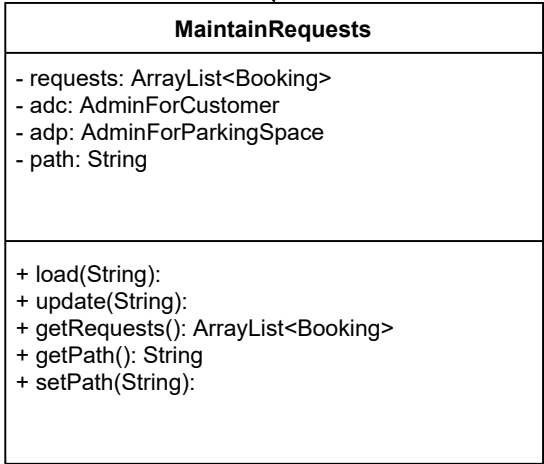 MaintainRequests
- requests: ArrayList<Booking>
- adc: AdminForCustomer
- adp: AdminForParkingSpace
- path: String
+ load(String):
+ update(String):
+ getRequests(): ArrayList<Booking>
+ getPath(): String
+ setPath(String):